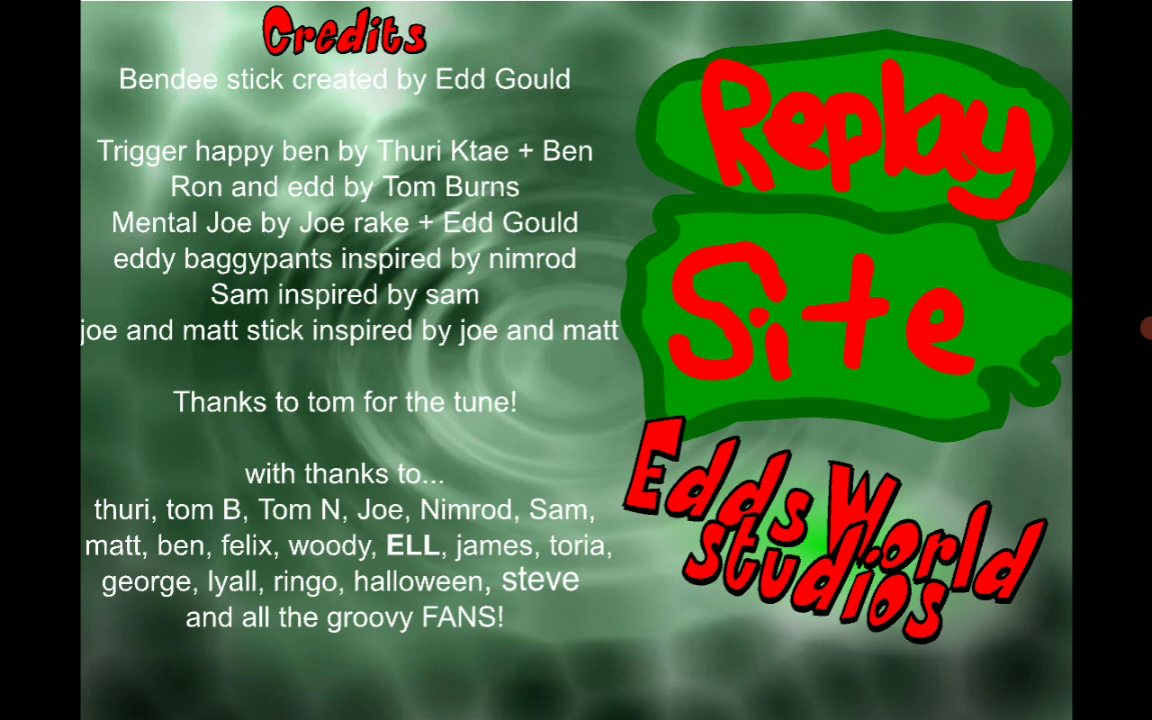 Credits
Bendee stick created by Edd Gould
Trigger happy ben by Thuri Ktae + Ben
Ron and edd by Tom Burns
Mental Joe by Joe rake + Edd Gould
eddy baggypants inspired by nimrod
Sam inspired by sam
joe and matt stick inspired by joe and matt
Thanks to tom for the tune!
with thanks to...
thuri, tom B, Tom N, Joe, Nimrod, Sam,
matt, ben, felix, woody, ELL, james, toria,
george, lyall, ringo, halloween, steve
and all the groovy FANS!
Replay
Site
Edds World
studios